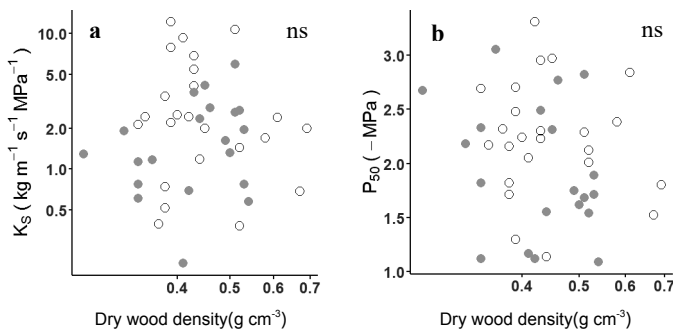 a
ns
10.0
5.0
2.0
1.0
0.5
K_S ( kg m⁻¹ s⁻¹ MPa⁻¹)
0.4
0.5
0.6
0.7
Dry wood density(g cm⁻³)
b
ns
3.0
2.5
2.0
1.5
1.0
P₅₀ ( −MPa)
0.4
0.5
0.6
0.7
Dry wood density(g cm⁻³)